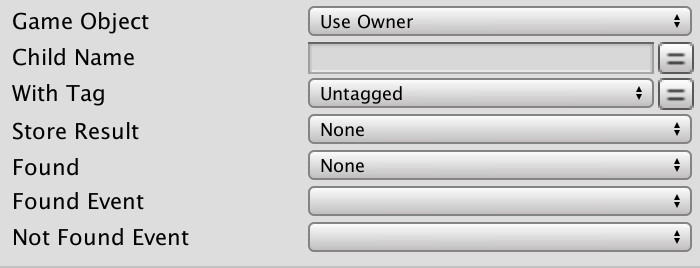 Game Object Use Owner
Child Name
With Tag Untagged
Store Result None
Found None
Found Event
Not Found Event